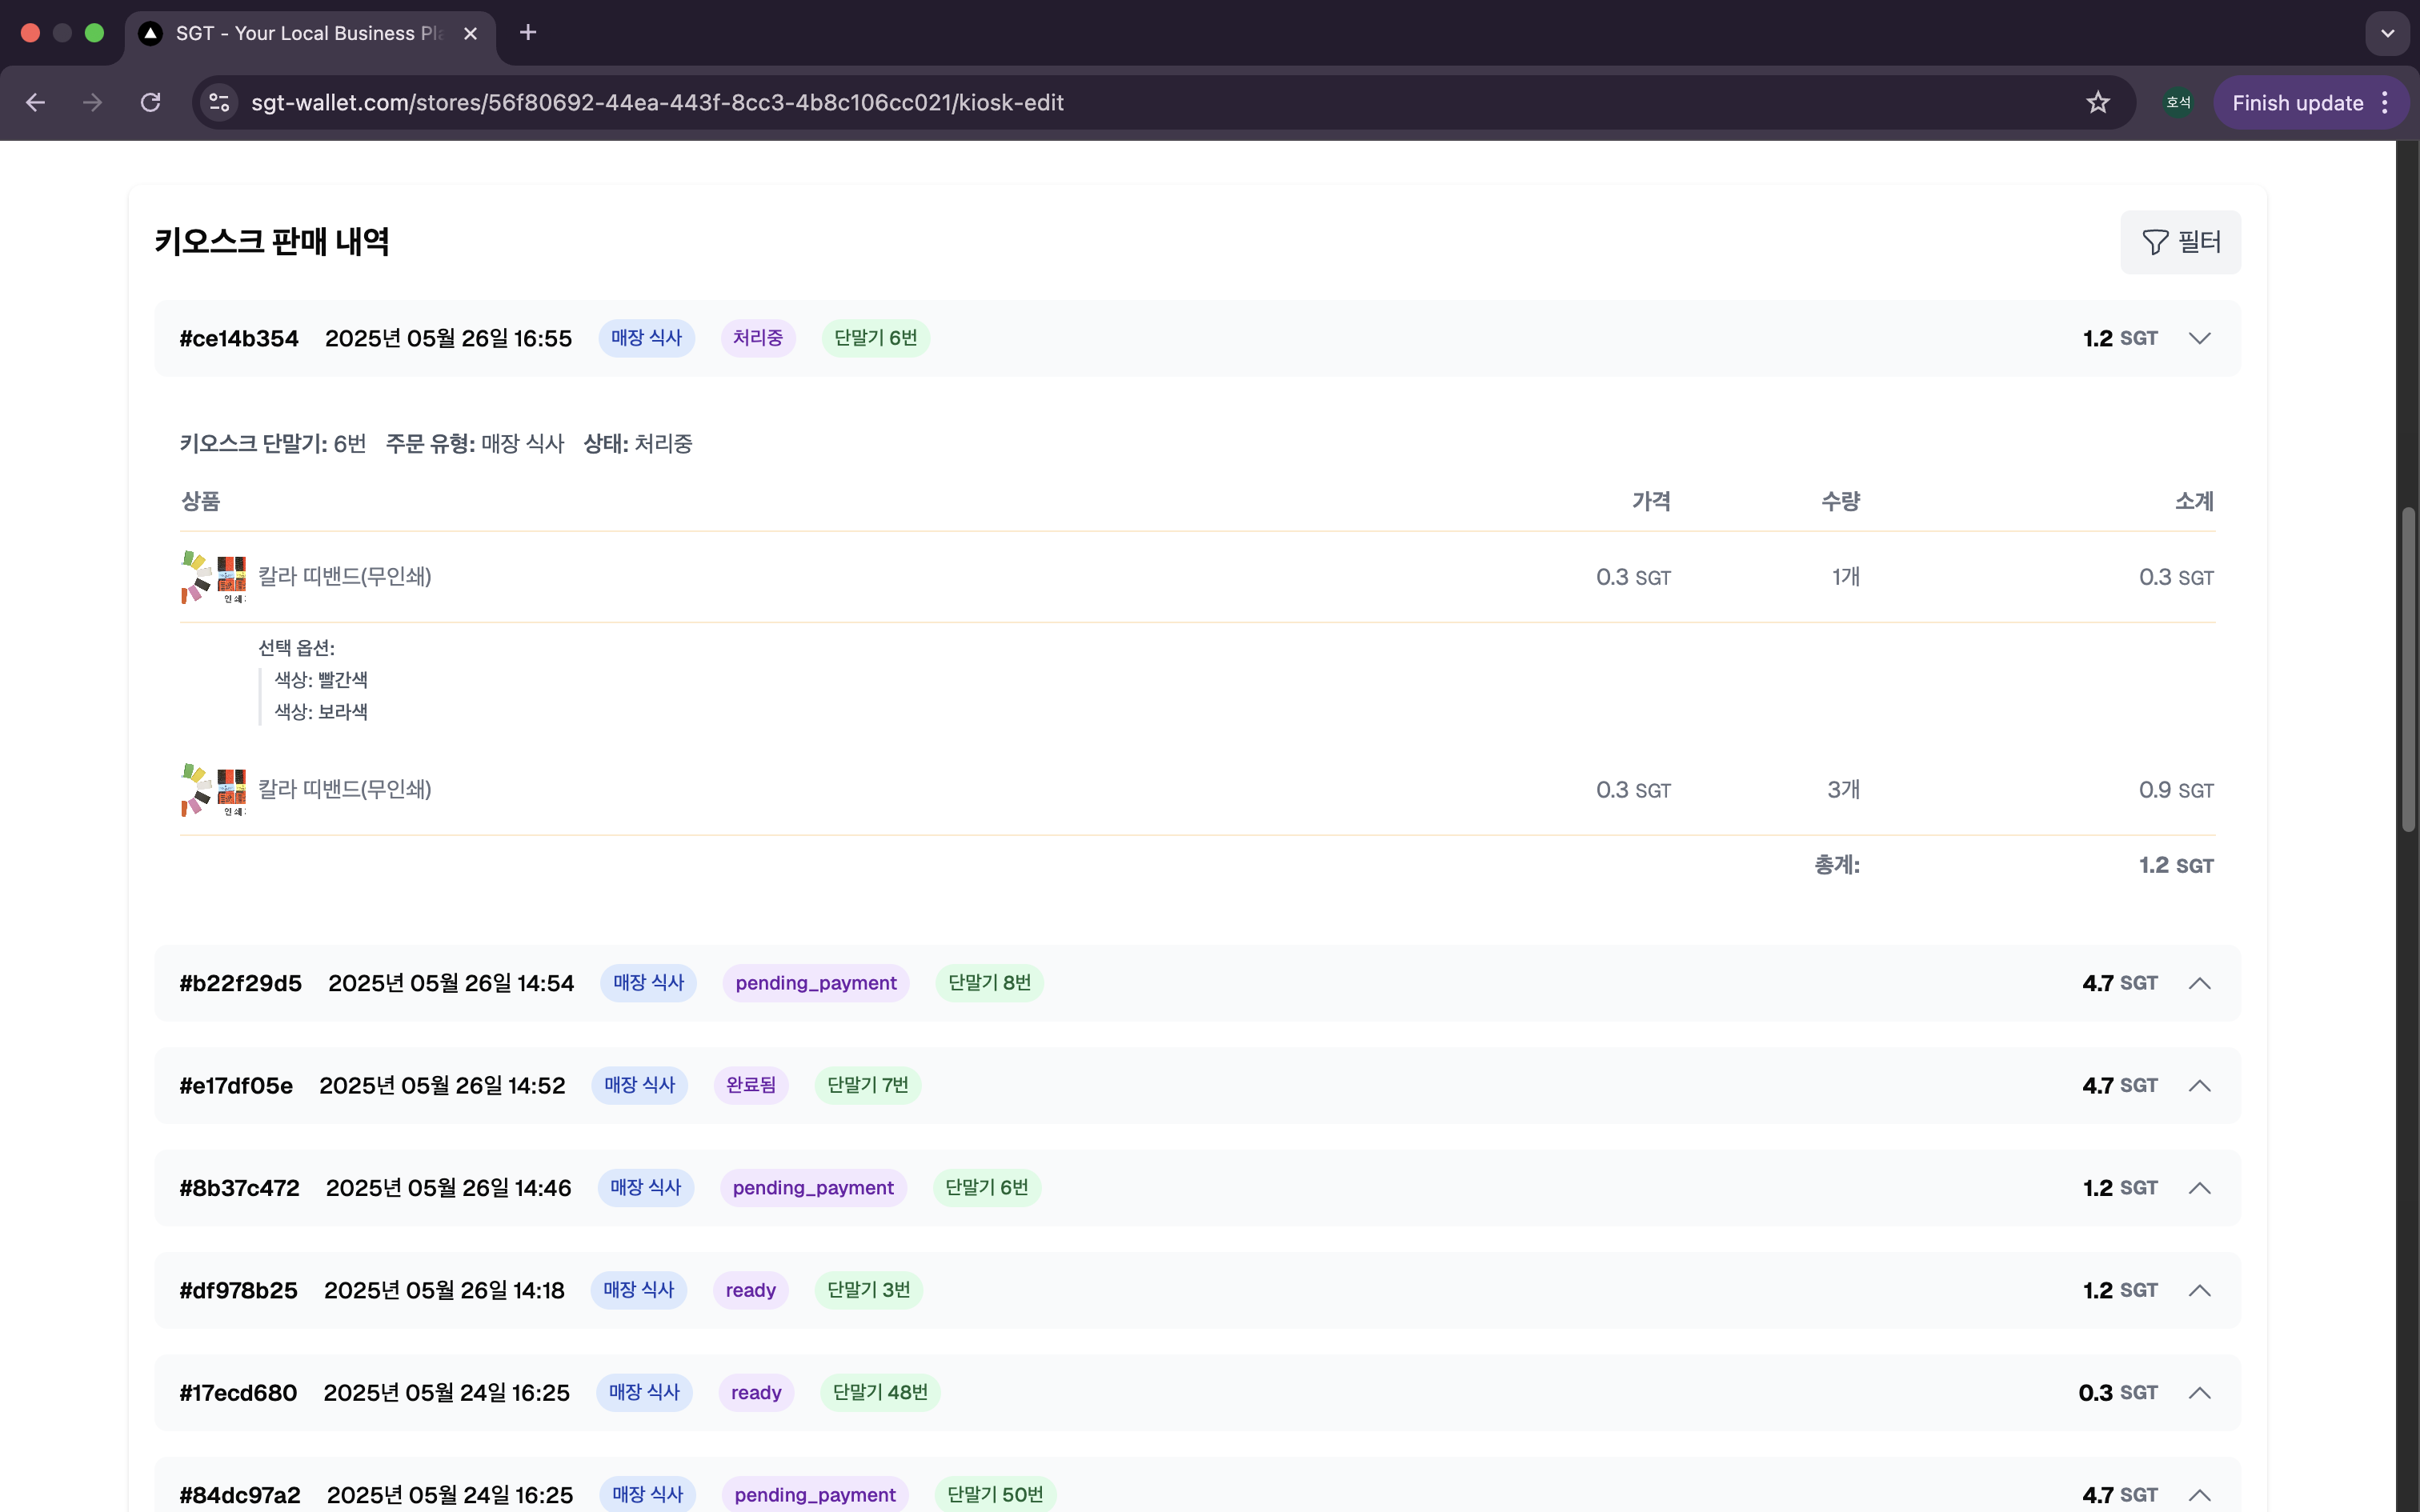 SGT - Your Local Business Pla
sgt-wallet.com/stores/56f80692-44ea-443f-8cc3-4b8c106cc021/kiosk-edit
호석
Finish update
키오스크 판매 내역
필터
#ce14b354 2025년 05월 26일 16:55 매장 식사 처리중 단말기 6번 1.2 SGT
키오스크 단말기: 6번 주문 유형: 매장 식사 상태: 처리중
상품 가격 수량 소계
칼라 띠밴드(무인쇄) 0.3 SGT 1개 0.3 SGT
인 쇄
선택 옵션:
색상: 빨간색
색상: 보라색
칼라 띠밴드(무인쇄) 0.3 SGT 3개 0.9 SGT
인 쇄
총계: 1.2 SGT
#b22f29d5 2025년 05월 26일 14:54 매장 식사 pending_payment 단말기 8번 4.7 SGT
#e17df05e 2025년 05월 26일 14:52 매장 식사 완료됨 단말기 7번 4.7 SGT
#8b37c472 2025년 05월 26일 14:46 매장 식사 pending_payment 단말기 6번 1.2 SGT
#df978b25 2025년 05월 26일 14:18 매장 식사 ready 단말기 3번 1.2 SGT
#17ecd680 2025년 05월 24일 16:25 매장 식사 ready 단말기 48번 0.3 SGT
#84dc97a2 2025년 05월 24일 16:25 매장 식사 pending_payment 단말기 50번 4.7 SGT